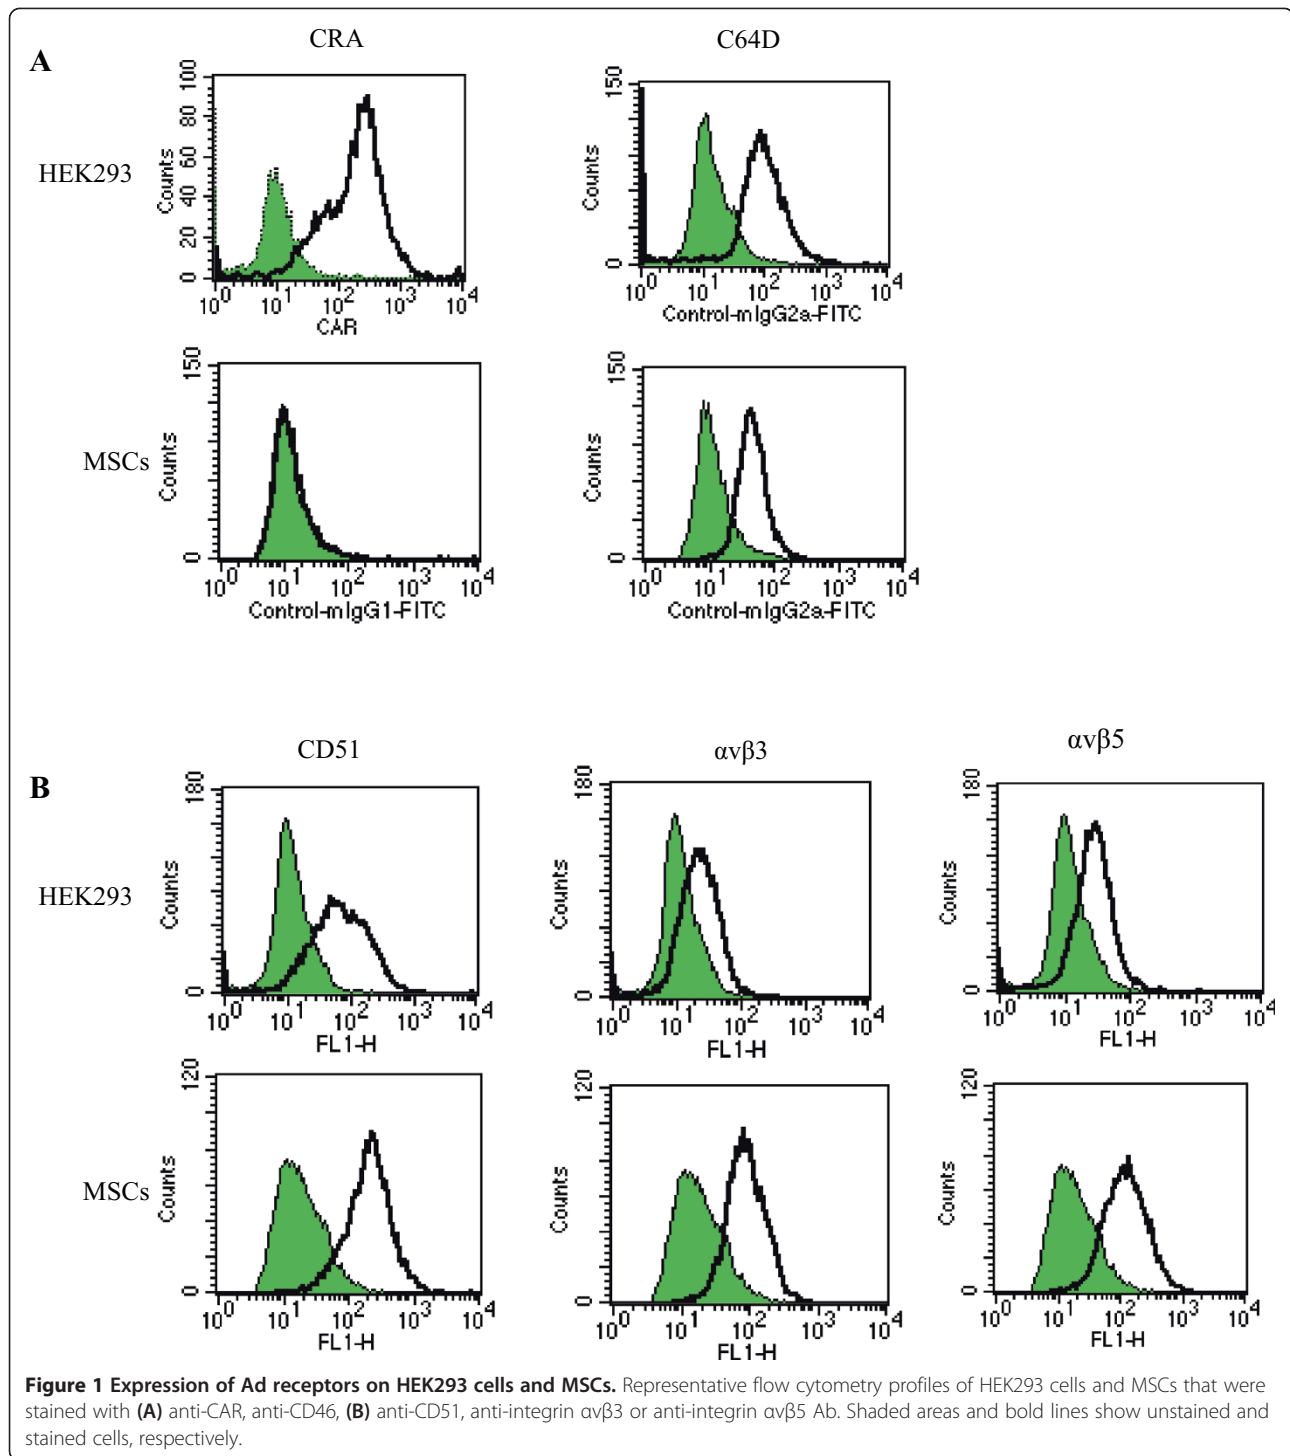 A
CRA
C64D
HEK293
100
80
60
40
20
0
Counts
10^0 10^1 10^2 10^3 10^4
CAR
150
0
Counts
10^0 10^1 10^2 10^3 10^4
Control-mIgG2a-FITC
MSCs
150
0
Counts
10^0 10^1 10^2 10^3 10^4
Control-mIgG1-FITC
150
0
Counts
10^0 10^1 10^2 10^3 10^4
Control-mIgG2a-FITC
B
CD51
αvβ3
αvβ5
HEK293
180
0
Counts
10^0 10^1 10^2 10^3 10^4
FL1-H
180
0
Counts
10^0 10^1 10^2 10^3 10^4
FL1-H
180
0
Counts
10^0 10^1 10^2 10^3 10^4
FL1-H
MSCs
120
0
Counts
10^0 10^1 10^2 10^3 10^4
FL1-H
120
0
Counts
10^0 10^1 10^2 10^3 10^4
FL1-H
120
0
Counts
10^0 10^1 10^2 10^3 10^4
FL1-H
Figure 1 Expression of Ad receptors on HEK293 cells and MSCs. Representative flow cytometry profiles of HEK293 cells and MSCs that were
stained with (A) anti-CAR, anti-CD46, (B) anti-CD51, anti-integrin αvβ3 or anti-integrin αvβ5 Ab. Shaded areas and bold lines show unstained and
stained cells, respectively.